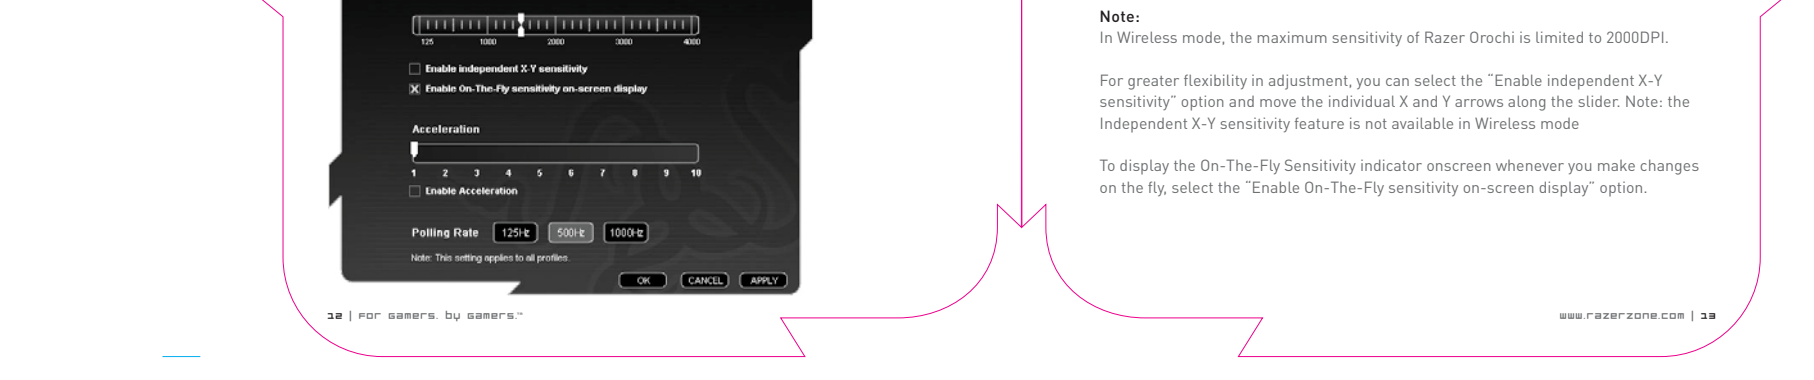 125 1000 2000 3000 4000
Enable independent X-Y sensitivity
Enable On-The-Fly sensitivity on-screen display
Acceleration
1 2 3 4 5 6 7 8 9 10
Enable Acceleration
Polling Rate 125Hz 500Hz 1000Hz
Note: This setting applies to all profiles.
OK CANCEL APPLY
12 | For Gamers. By Gamers.™
Note:
In Wireless mode, the maximum sensitivity of Razer Orochi is limited to 2000DPI.
For greater flexibility in adjustment, you can select the “Enable independent X-Y
sensitivity” option and move the individual X and Y arrows along the slider. Note: the
Independent X-Y sensitivity feature is not available in Wireless mode
To display the On-The-Fly Sensitivity indicator onscreen whenever you make changes
on the fly, select the “Enable On-The-Fly sensitivity on-screen display” option.
www.razerzone.com | 13